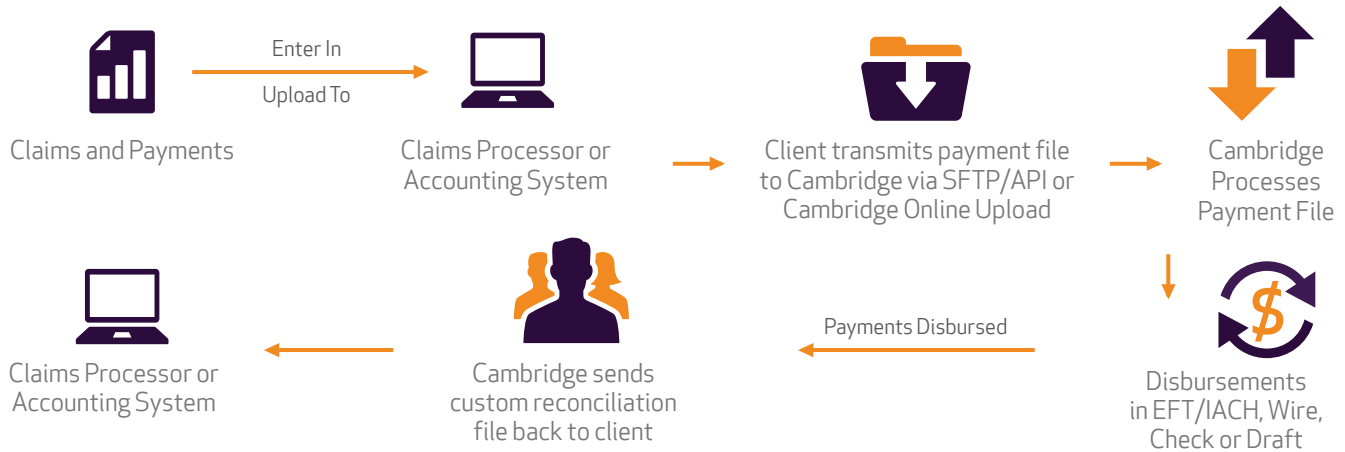 Enter In
Upload To
Claims and Payments
Claims Processor or
Accounting System
Client transmits payment file
to Cambridge via SFTP/API or
Cambridge Online Upload
Cambridge
Processes
Payment File
$
Disbursements
in EFT/IACH, Wire,
Check or Draft
Payments Disbursed
Cambridge sends
custom reconciliation
file back to client
Claims Processor or
Accounting System